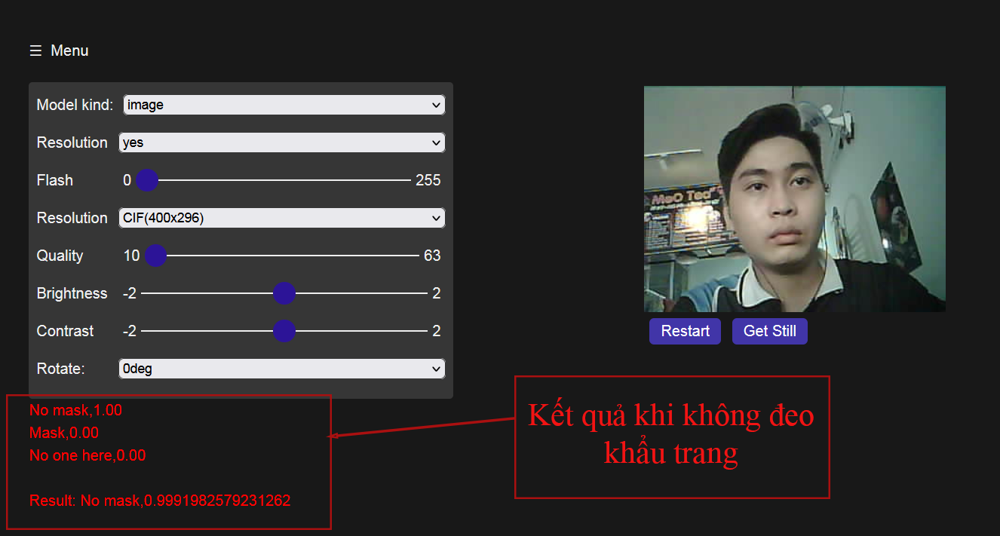 ☰ Menu
Model kind: image
Resolution yes
Flash 0 255
Resolution CIF(400x296)
Quality 10 63
Brightness -2 2
Contrast -2 2
Rotate: 0deg
MeO Tea
Restart Get Still
No mask,1.00
Mask,0.00
No one here,0.00
Result: No mask,0.9991982579231262
Kết quả khi không đeo
khẩu trang